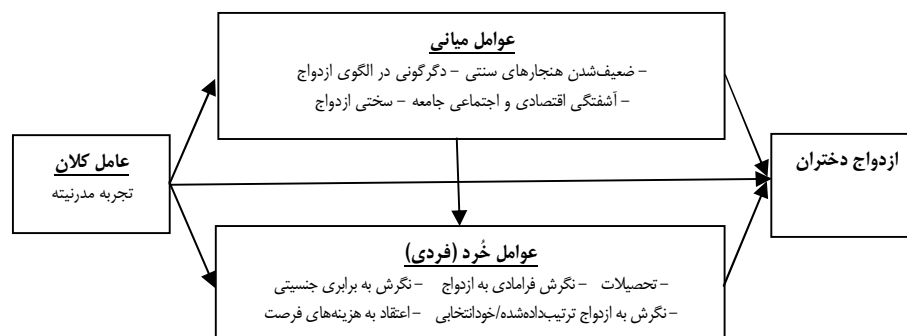 عوامل میانی
– ضعیف‌شدن هنجارهای سنتی – دگرگونی در الگوی ازدواج
– آشفتگی اقتصادی و اجتماعی جامعه – سختی ازدواج
ازدواج دختران
عامل کلان
تجربه مدرنیته
عوامل خُرد (فردی)
– تحصیلات – نگرش فرامادی به ازدواج – نگرش به برابری جنسیتی
– نگرش به ازدواج ترتیب‌داده‌شده/خودانتخابی – اعتقاد به هزینه‌های فرصت